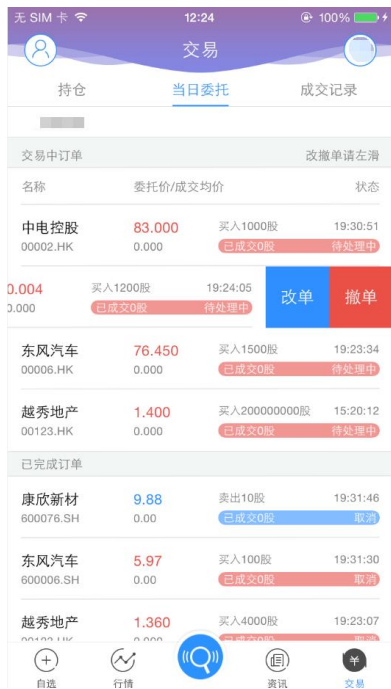 无 SIM 卡 12:24 100%
交易
持仓 当日委托 成交记录
交易中订单 改撤单请左滑
名称 委托价/成交均价 状态
中电控股 83.000 买入1000股 19:30:51
00002.HK 0.000 已成交0股 待处理中
0.004 买入1200股 19:24:05 改单 撤单
0.000 已成交0股 待处理中
东风汽车 76.450 买入1500股 19:23:34
00006.HK 0.000 已成交0股 待处理中
越秀地产 1.400 买入200000000股 15:20:12
00123.HK 0.000 已成交0股 待处理中
已完成订单
康欣新材 9.88 卖出10股 19:31:46
600076.SH 0.00 已成交0股 取消
东风汽车 5.97 买入100股 19:31:30
600006.SH 0.00 已成交0股 取消
越秀地产 1.360 买入4000股 19:23:07
自选 行情 资讯 交易